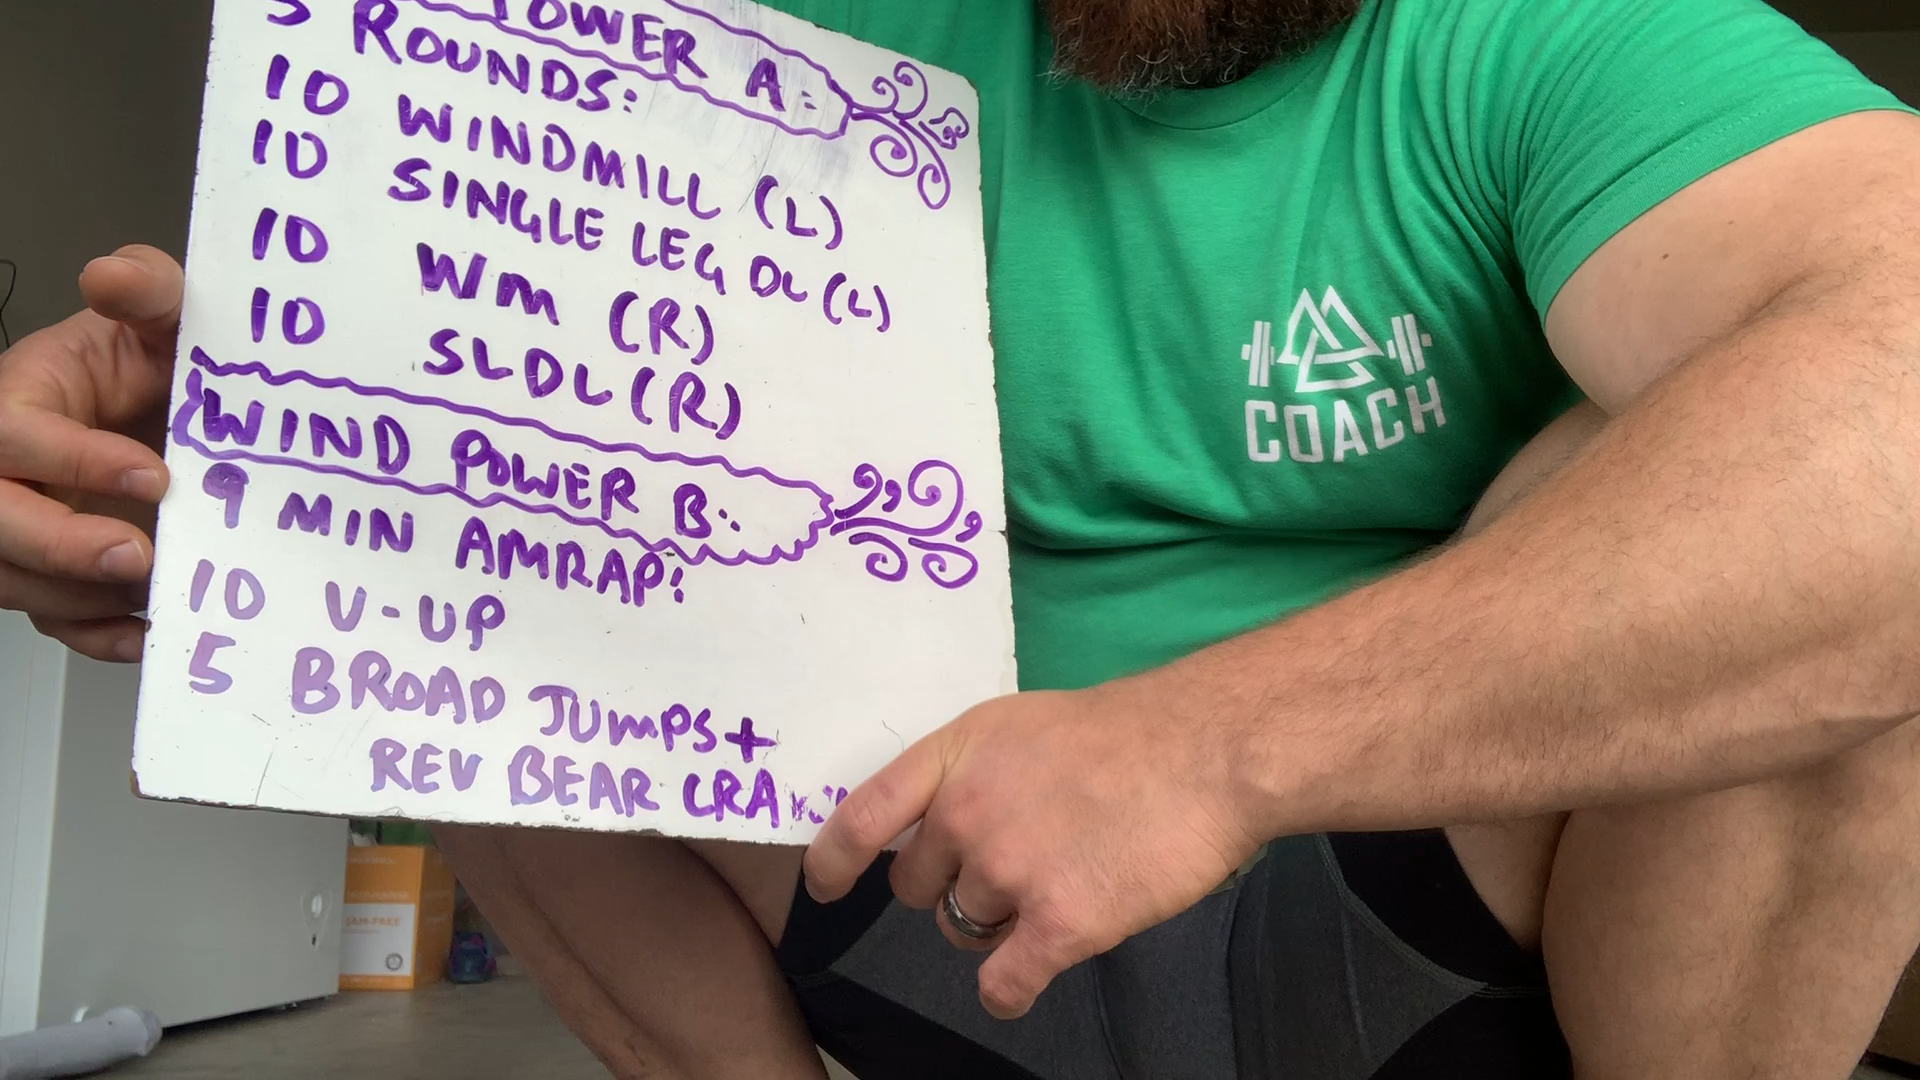 POWER A:
ROUNDS:
10 WINDMILL (L)
10 SINGLE LEG DL (L)
10 WM (R)
10 SLDL (R)
WIND POWER B:
9 MIN AMRAP:
10 V-UP
5 BROAD JUMPS +
REV BEAR
COACH